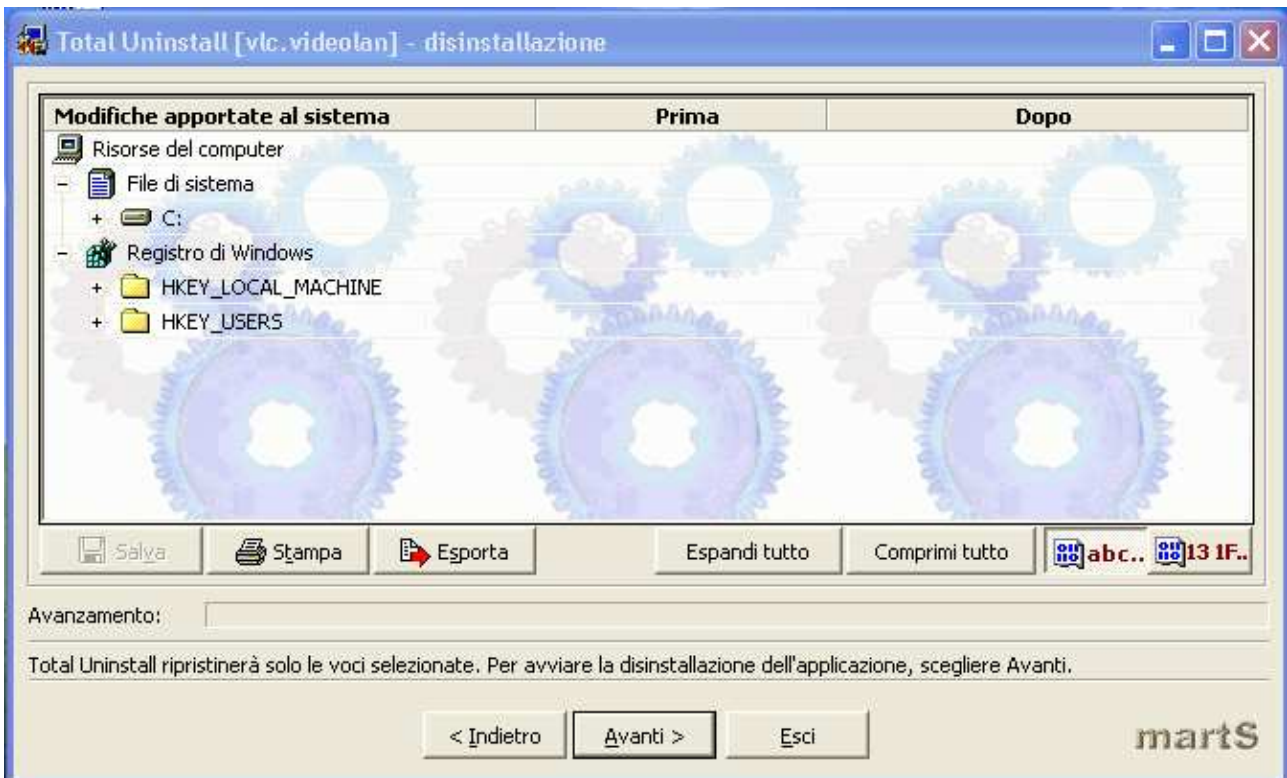 Total Uninstall [vlc.videolan] - disinstallazione
Modifiche apportate al sistema Prima Dopo
Risorse del computer
File di sistema
C:
Registro di Windows
HKEY_LOCAL_MACHINE
HKEY_USERS
Salva Stampa Esporta Espandi tutto Comprimi tutto abc.. 13 1F..
Avanzamento:
Total Uninstall ripristinerà solo le voci selezionate. Per avviare la disinstallazione dell'applicazione, scegliere Avanti.
< Indietro Avanti > Esci martS